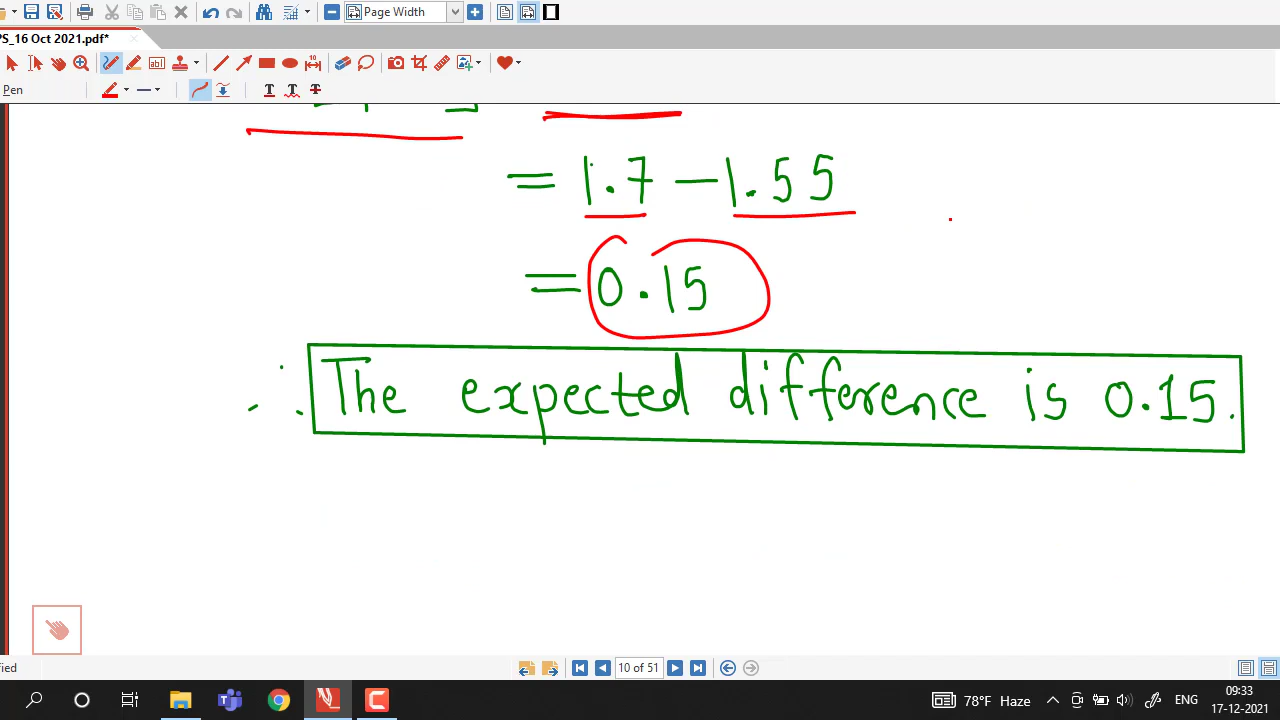 Page Width
PS_16 Oct 2021.pdf*
Pen
= 1.7 − 1.55
= 0.15
∴ The expected difference is 0.15.
10 of 51
fied
78°F Haze
ENG
09:33
17-12-2021